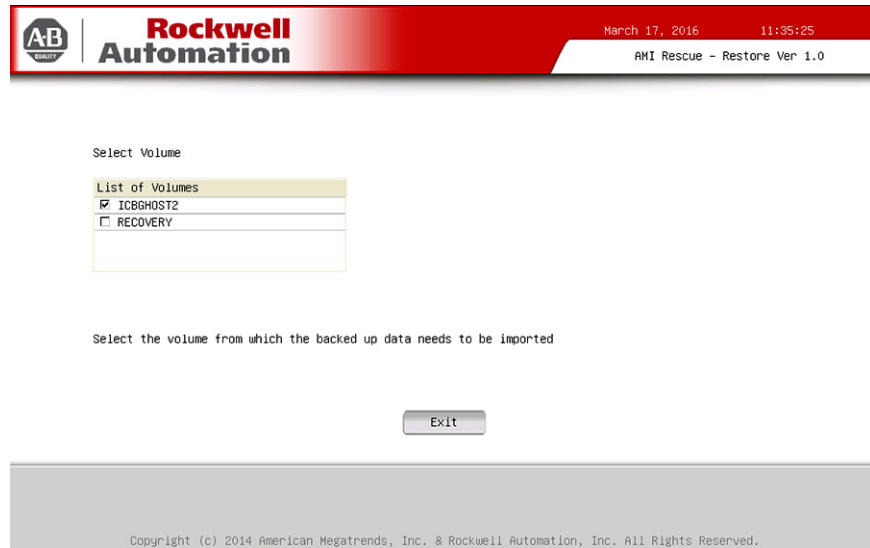 A·B
QUALITY
Rockwell
Automation
March 17, 2016 11:35:25
AMI Rescue - Restore Ver 1.0
Select Volume
List of Volumes
ICBGHOST2
RECOVERY
Select the volume from which the backed up data needs to be imported
Exit
Copyright (c) 2014 American Megatrends, Inc. & Rockwell Automation, Inc. All Rights Reserved.